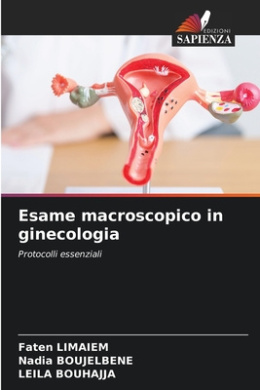 EDIZIONI
SAPIENZA
Esame macroscopico in
ginecologia
Protocolli essenziali
Faten LIMAIEM
Nadia BOUJELBENE
LEILA BOUHAJJA